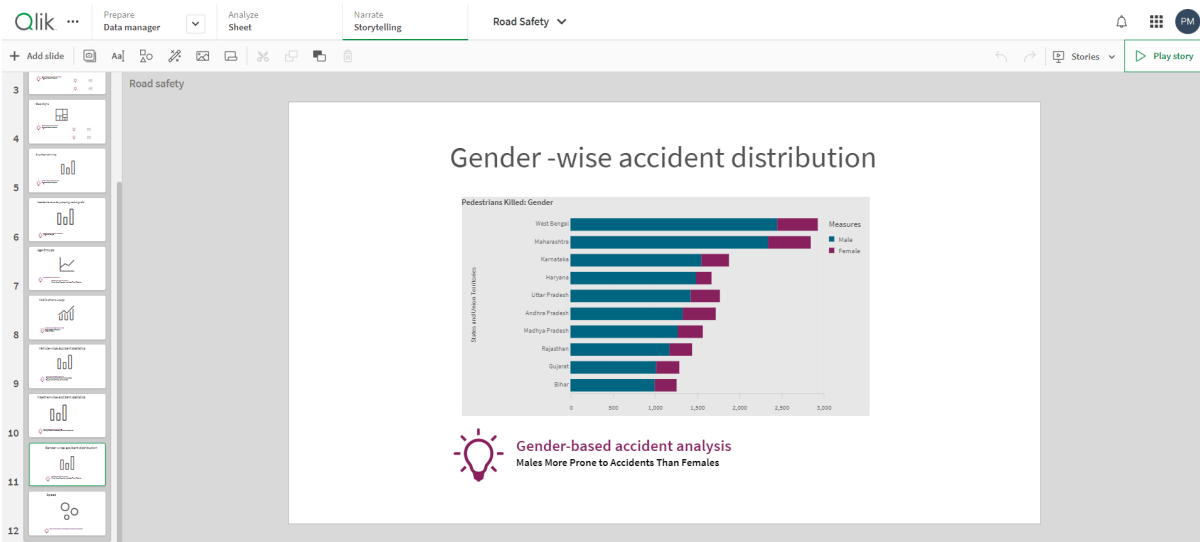 Qlik
Prepare
Data manager
Analyze
Sheet
Narrate
Storytelling
Road Safety
PM
Add slide
Aa
Stories
Play story
Road safety
3
4
5
6
7
8
9
10
11
12
Gender -wise accident distribution
Pedestrians Killed: Gender
States and Union Territories
West Bengal
Maharashtra
Karnataka
Haryana
Uttar Pradesh
Andhra Pradesh
Madhya Pradesh
Rajasthan
Gujarat
Bihar
0 500 1,000 1,500 2,000 2,500 3,000
Measures
Male
Female
Gender-based accident analysis
Males More Prone to Accidents Than Females